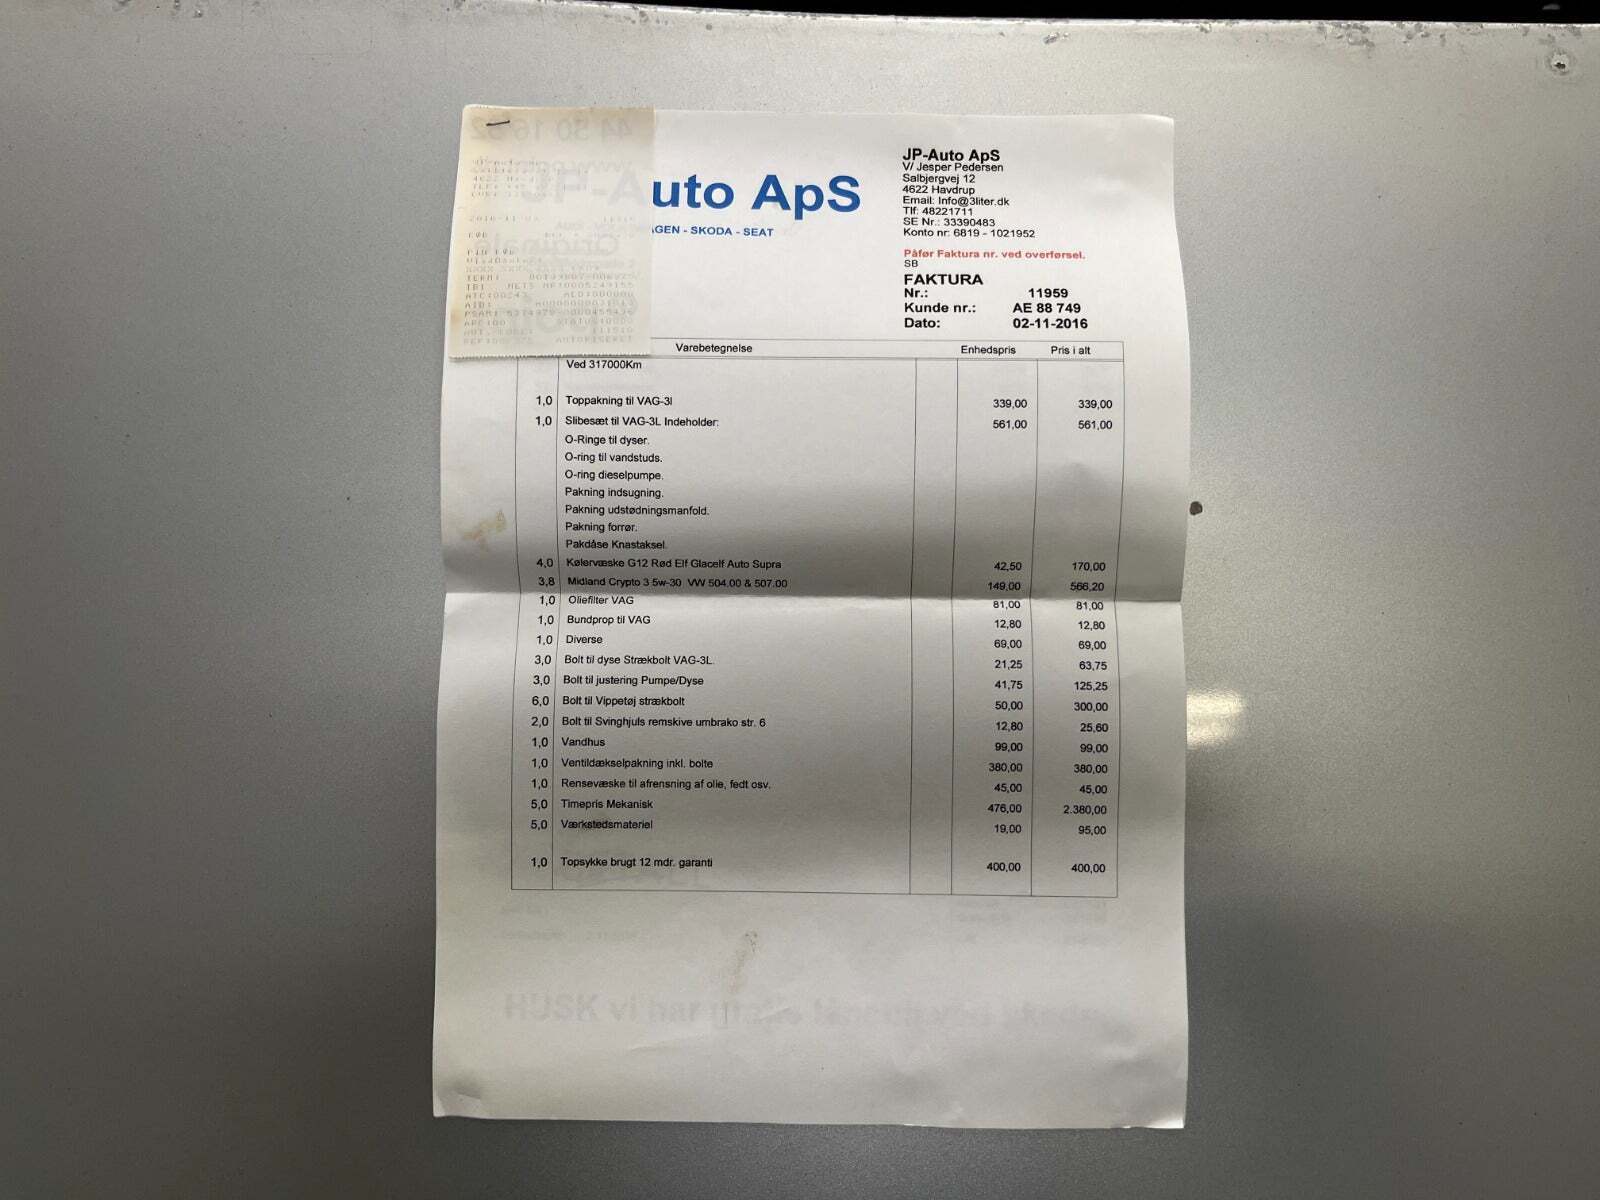 uto ApS
AGEN - SKODA - SEAT
JP-Auto ApS
V/ Jesper Pedersen
Salbjergvej 12
4622 Havdrup
Email: Info@3liter.dk
Tlf: 48221711
SE Nr.: 33390483
Konto nr: 6819 - 1021952
Påfør Faktura nr. ved overførsel.
SB
FAKTURA
Nr.: 11959
Kunde nr.: AE 88 749
Dato: 02-11-2016
AUTORISERET
Varebetegnelse Enhedspris Pris i alt
Ved 317000Km
1,0 Toppakning til VAG-3l 339,00 339,00
1,0 Slibesæt til VAG-3L Indeholder: 561,00 561,00
O-Ringe til dyser.
O-ring til vandstuds.
O-ring dieselpumpe.
Pakning indsugning.
Pakning udstødningsmanfold.
Pakning forrør.
Pakdåse Knastaksel.
4,0 Kølervæske G12 Rød Elf Glacelf Auto Supra 42,50 170,00
3,8 Midland Crypto 3 5w-30 VW 504.00 & 507.00 149,00 566,20
1,0 Oliefilter VAG 81,00 81,00
1,0 Bundprop til VAG 12,80 12,80
1,0 Diverse 69,00 69,00
3,0 Bolt til dyse Strækbolt VAG-3L. 21,25 63,75
3,0 Bolt til justering Pumpe/Dyse 41,75 125,25
6,0 Bolt til Vippetøj strækbolt 50,00 300,00
2,0 Bolt til Svinghjuls remskive umbrako str. 6 12,80 25,60
1,0 Vandhus 99,00 99,00
1,0 Ventildækselpakning inkl. bolte 380,00 380,00
1,0 Rensevæske til afrensning af olie, fedt osv. 45,00 45,00
5,0 Timepris Mekanisk 476,00 2.380,00
5,0 Værkstedsmateriel 19,00 95,00
1,0 Topsykke brugt 12 mdr. garanti 400,00 400,00